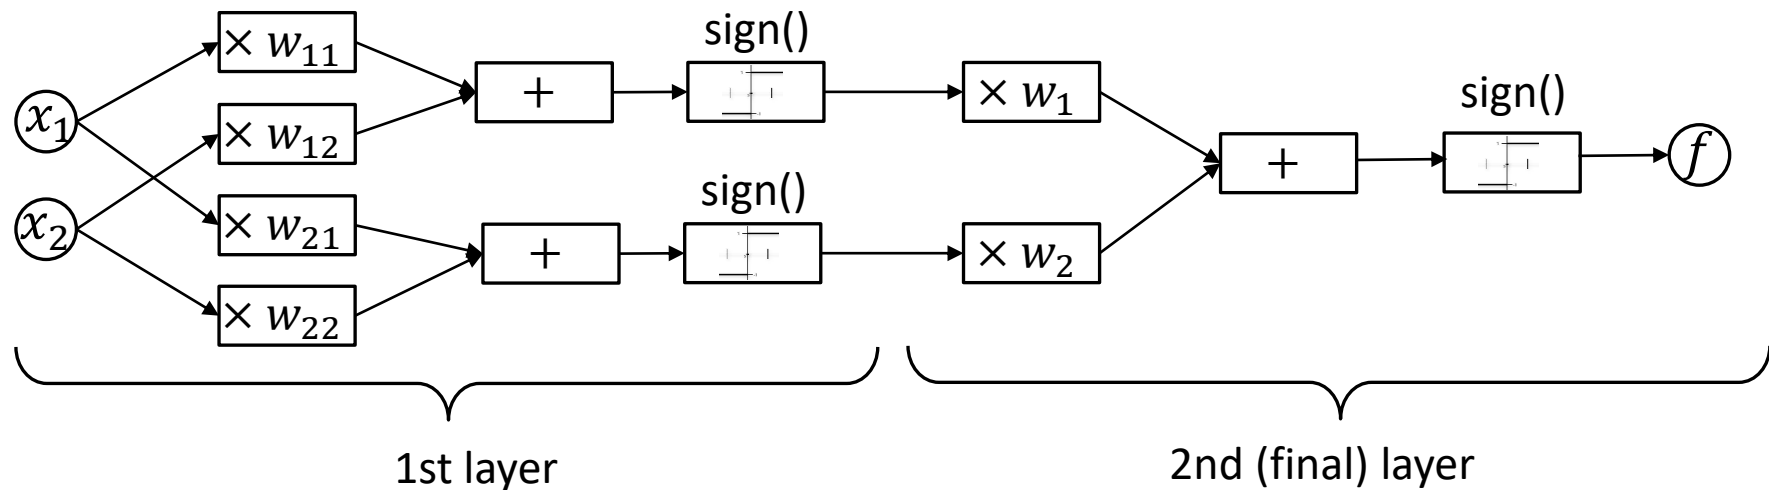 sign()
× w₁₁
x₁
+
× w₁
sign()
× w₁₂
+
f
sign()
x₂
× w₂₁
+
× w₂
× w₂₂
1st layer
2nd (final) layer